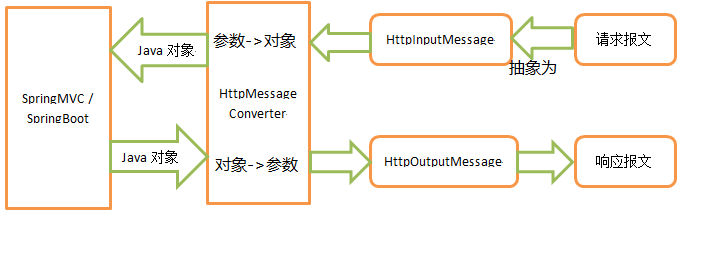 SpringMVC /
SpringBoot
Java 对象
Java 对象
参数->对象
HttpMessage
Converter
对象->参数
HttpInputMessage
抽象为
请求报文
HttpOutputMessage
响应报文